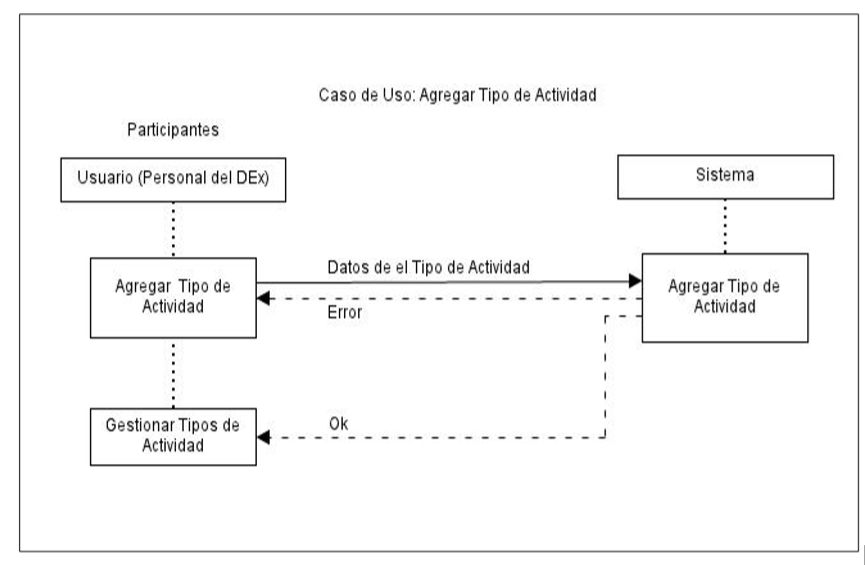 Caso de Uso: Agregar Tipo de Actividad
Participantes
Usuario (Personal del DEx)
Sistema
Agregar Tipo de
Actividad
Datos de el Tipo de Actividad
Error
Agregar Tipo de
Actividad
Gestionar Tipos de
Actividad
Ok